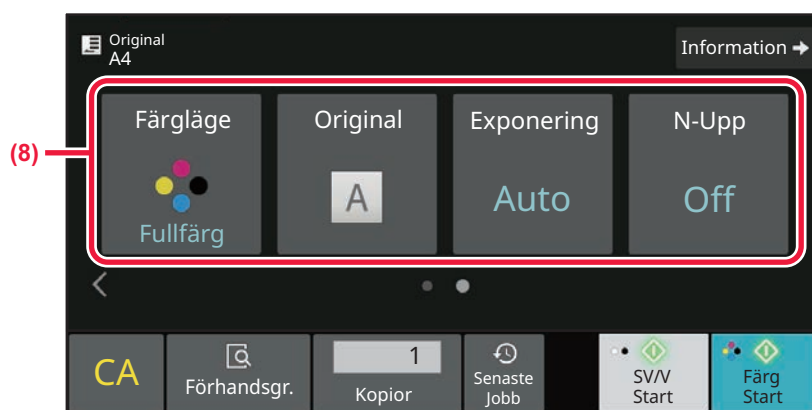 Original
A4
Information
(8)
Färgläge
Original
Exponering
N-Upp
A
Auto
Off
Fullfärg
CA
Förhandsgr.
1
Kopior
Senaste
Jobb
SV/V
Start
Färg
Start